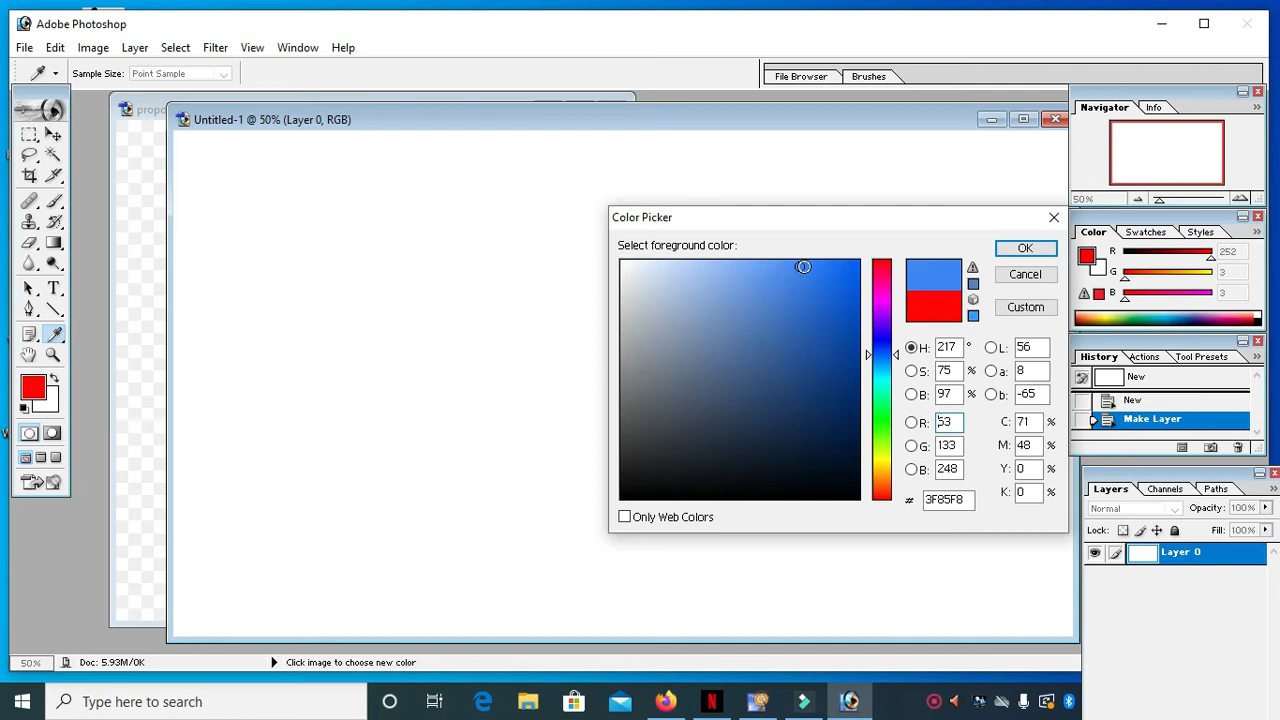 Adobe Photoshop
File Edit Image Layer Select Filter View Window Help
Sample Size: Point Sample
File Browser Brushes
propo
Untitled-1 @ 50% (Layer 0, RGB)
Navigator Info
50%
Color Picker
Select foreground color:
OK
Cancel
Custom
H: 217 ° L: 56
S: 75 % a: 8
B: 97 % b: -65
R: 53 C: 71 %
G: 133 M: 48 %
B: 248 Y: 0 %
# 3F85F8 K: 0 %
Only Web Colors
Color Swatches Styles
R 252
G 3
B 3
History Actions Tool Presets
New
New
Make Layer
Layers Channels Paths
Normal Opacity: 100%
Lock: Fill: 100%
Layer 0
50% Doc: 5.93M/0K Click image to choose new color
Type here to search